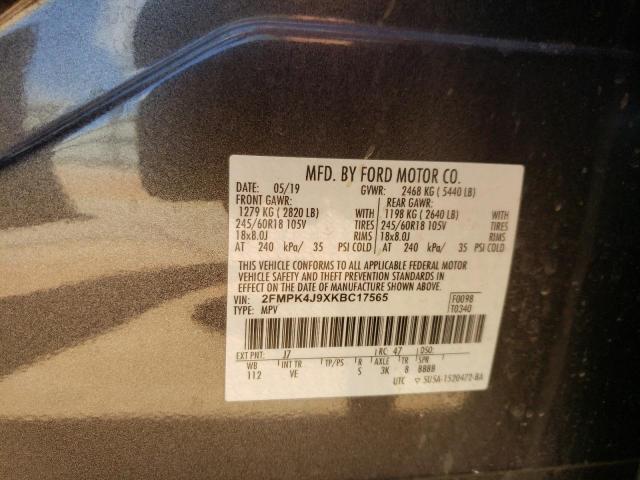 MFD. BY FORD MOTOR CO.
DATE: 05/19 GVWR: 2468 KG ( 5440 LB)
FRONT GAWR: REAR GAWR:
1279 KG ( 2820 LB) WITH 1198 KG ( 2640 LB) WITH
245/60R18 105V TIRES 245/60R18 105V TIRES
18x8.0J RIMS 18x8.0J RIMS
AT 240 kPa/ 35 PSI COLD AT 240 kPa/ 35 PSI COLD
THIS VEHICLE CONFORMS TO ALL APPLICABLE FEDERAL MOTOR
VEHICLE SAFETY AND THEFT PREVENTION STANDARDS IN
EFFECT ON THE DATE OF MANUFACTURE SHOWN ABOVE.
VIN: 2FMPK4J9XKBC17565 F0098
TYPE: MPV T0340
EXT PNT: J7 RC: 47 DSO:
WB INT TR TP/PS R AXLE TR SPR
112 VE S 3K 8 8888
UTC 5U5A-1520472-BA